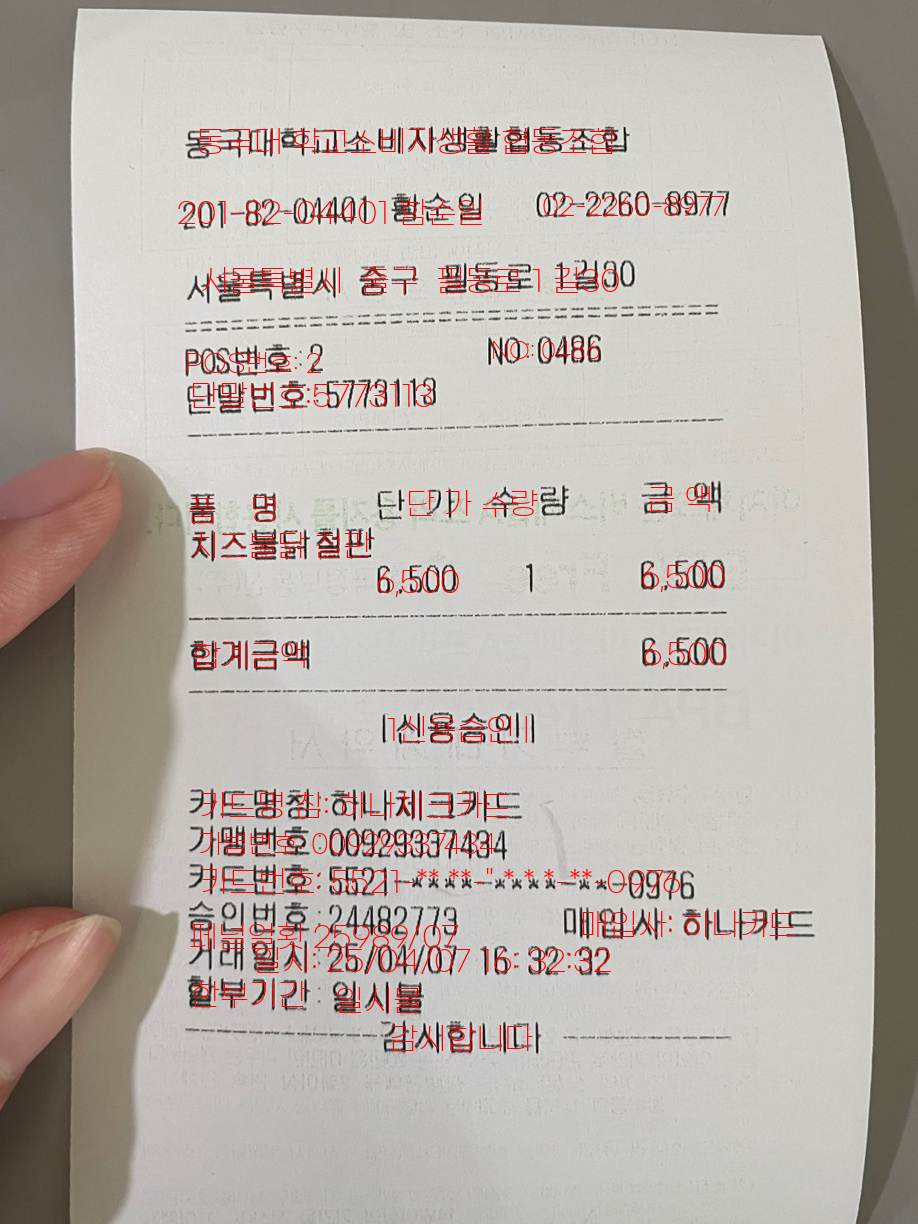 동국대학교소비자생활협동조합
201-82-04401 황순일 02-2260-8977
서울특별시 중구 필동로 1길30
POS번호:2 NO:0486
단말번호:5773113
품 명 단 가 수 량 금 액
치즈불닭철판
6,500 1 6,500
합계금액 6,500
[신용승인]
카드명칭:하나체크카드
가맹번호:00929337434
카드번호:5521-****-****-**-0976
승인번호:24482773 매입사:하나카드
거래일시:25/04/07 16:32:32
할부기간:일시불
감사합니다